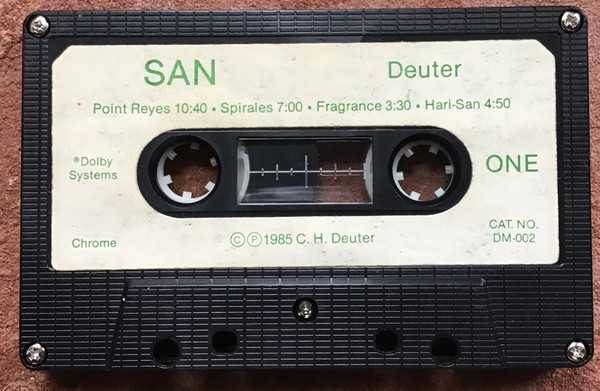 SAN Deuter
Point Reyes 10:40 • Spirales 7:00 • Fragrance 3:30 • Hari-San 4:50
®Dolby
Systems
ONE
Chrome
©℗1985 C. H. Deuter
CAT. NO.
DM-002